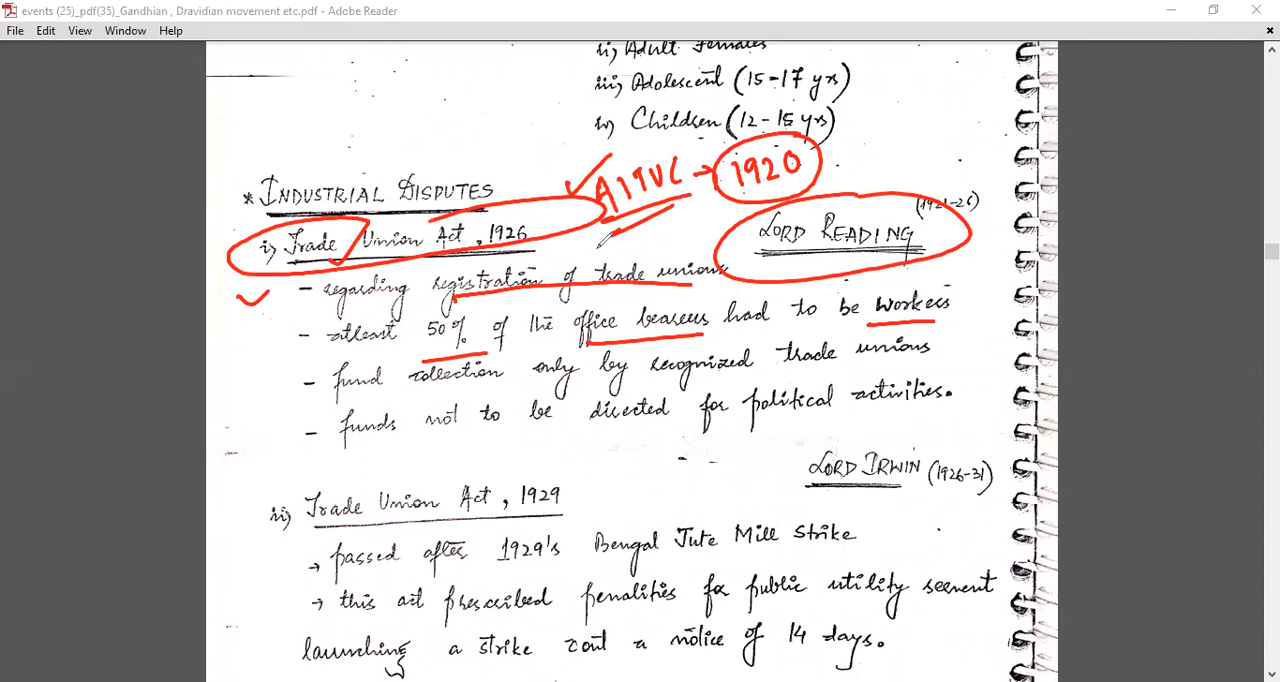 events (25)_pdf(35)_Gandhian , Dravidian movement etc.pdf - Adobe Reader
File Edit View Window Help
ii) Adult Females
iii) Adolescent (15-17 yrs)
iv) Children (12-15 yrs)
* INDUSTRIAL DISPUTES
AITUC → 1920
(1921-26)
i) Trade Union Act, 1926 LORD READING
- regarding registration of trade unions
- atleast 50% of the office bearers had to be workers
- fund collection only by recognized trade unions
- funds not to be directed for political activities.
LORD IRWIN (1926-31)
ii) Trade Union Act, 1929
→ passed after 1929's Bengal Jute Mill Strike
→ this act prescribed penalities for public utility
launching a strike a notice of 14 days.